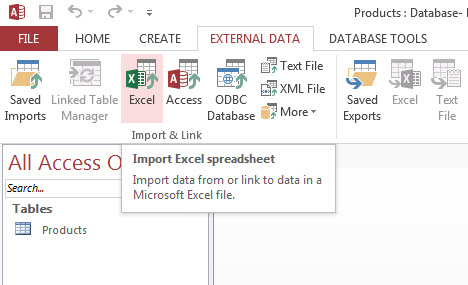 Products : Database-
FILE HOME CREATE EXTERNAL DATA DATABASE TOOLS
Saved Imports
Linked Table Manager
Excel
Access
ODBC Database
Text File
XML File
More
Saved Exports
Excel
Text File
Import & Link
All Access O
Search...
Tables
Products
Import Excel spreadsheet
Import data from or link to data in a
Microsoft Excel file.